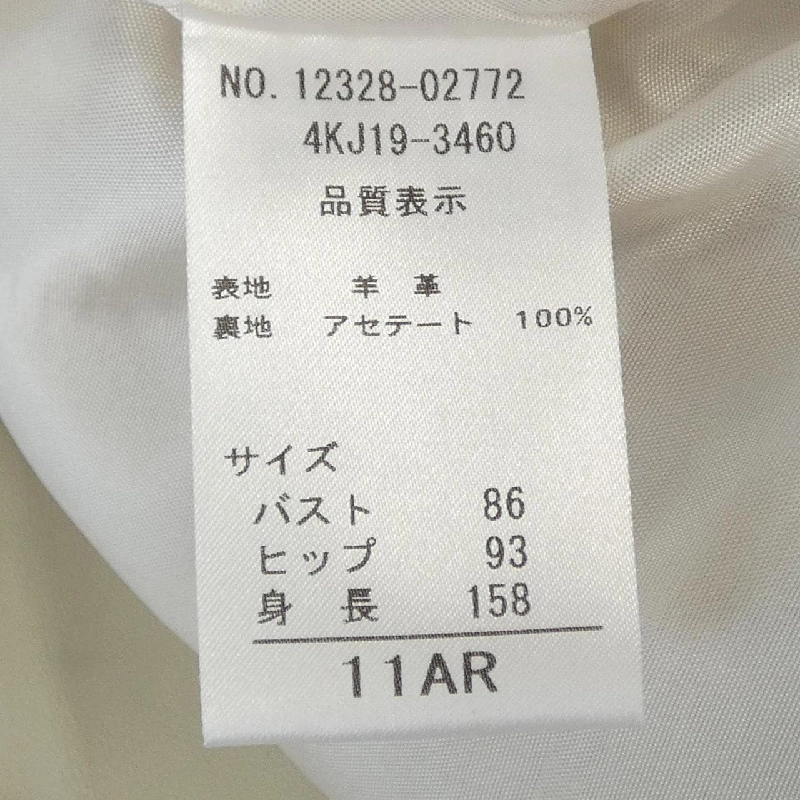 NO. 12328-02772
4KJ19-3460
品質表示
表地 羊 革
裏地 アセテート 100%
サイズ
バスト 86
ヒップ 93
身 長 158
11AR